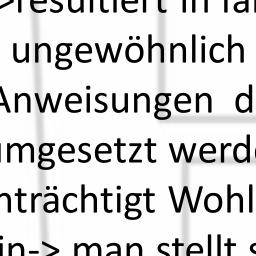 >resultiert in
ungewöhnlich
Anweisungen d
umgesetzt werde
nträchtigt Wohl
in-> man stellt s